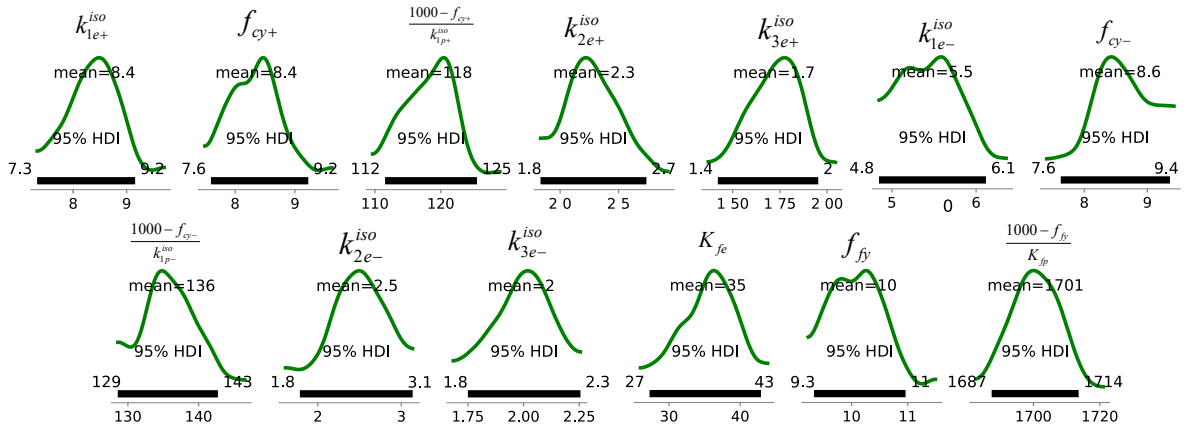 k_{1e+}^{iso} f_{cy+} \frac{1000-f_{cy+}}{k_{1p+}^{iso}} k_{2e+}^{iso} k_{3e+}^{iso} k_{1e-}^{iso} f_{cy-}
mean=8.4 mean=8.4 mean=118 mean=2.3 mean=1.7 mean=5.5 mean=8.6
95% HDI 95% HDI 95% HDI 95% HDI 95% HDI 95% HDI 95% HDI
7.3 9.2 7.6 9.2 112 125 1.8 2.7 1.4 2 4.8 6.1 7.6 9.4
8 9 8 9 110 120 2 0 2 5 1 50 1 75 2 00 5 0 6 8 9
\frac{1000-f_{cy-}}{k_{1p-}^{iso}} k_{2e-}^{iso} k_{3e-}^{iso} K_{fe} f_{fy} \frac{1000-f_{fy}}{K_{fp}}
mean=136 mean=2.5 mean=2 mean=35 mean=10 mean=1701
95% HDI 95% HDI 95% HDI 95% HDI 95% HDI 95% HDI
129 143 1.8 3.1 1.8 2.3 27 43 9.3 11 1687 1714
130 140 2 3 1.75 2.00 2.25 30 40 10 11 1700 1720